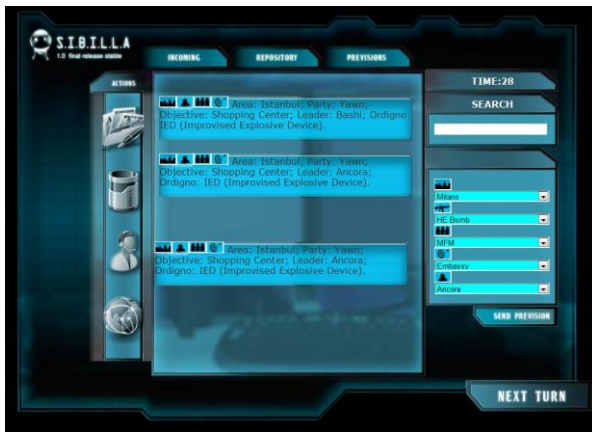 S.I.B.I.L.L.A
1.0 final release stable
INCOMING
REPOSITORY
PREVISIONS
ACTIONS
Area: Istanbul; Party: Yawn;
Objective: Shopping Center; Leader: Bashi; Ordigno:
IED (Improvised Explosive Device).
Area: Istanbul; Party: Yawn;
Objective: Shopping Center; Leader: Ancora;
Ordigno: IED (Improvised Explosive Device).
Area: Istanbul; Party: Yawn;
Objective: Shopping Center; Leader: Ancora;
Ordigno: IED (Improvised Explosive Device).
TIME:28
SEARCH
Milano
HE Bomb
MFM
Embassy
Ancora
SEND PREVISION
NEXT TURN